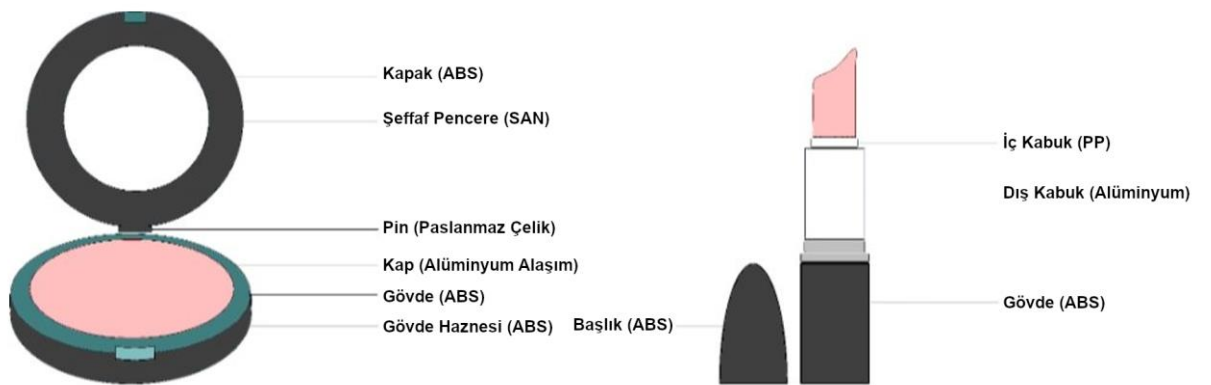 Kapak (ABS)
Şeffaf Pencere (SAN)
Pin (Paslanmaz Çelik)
Kap (Alüminyum Alaşım)
Gövde (ABS)
Gövde Haznesi (ABS)
İç Kabuk (PP)
Dış Kabuk (Alüminyum)
Gövde (ABS)
Başlık (ABS)